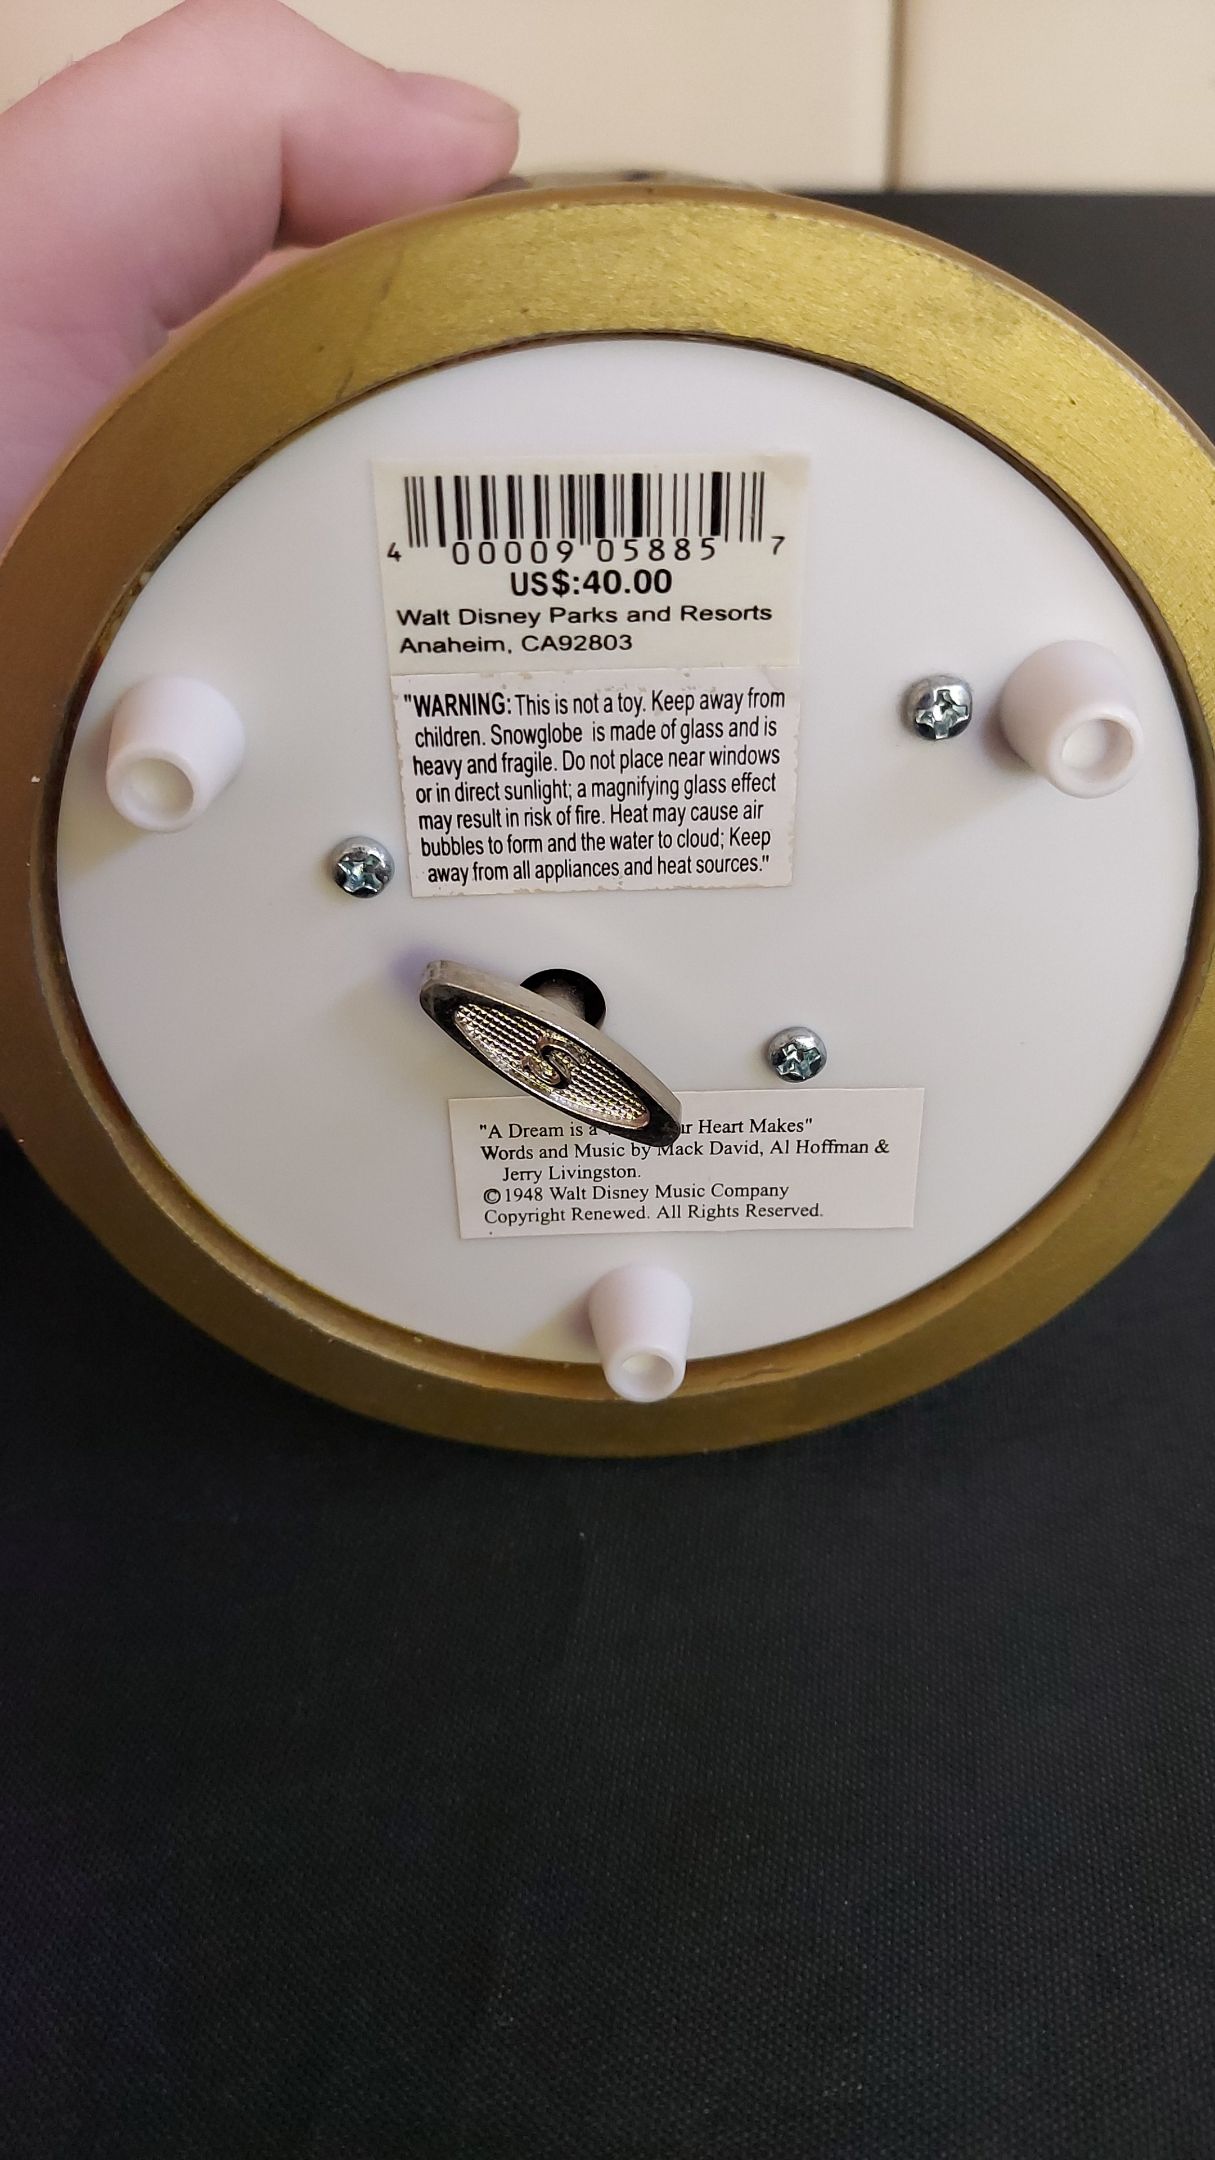 4 00009 05885 7
US$:40.00
Walt Disney Parks and Resorts
Anaheim, CA92803
"WARNING: This is not a toy. Keep away from
children. Snowglobe is made of glass and is
heavy and fragile. Do not place near windows
or in direct sunlight; a magnifying glass effect
may result in risk of fire. Heat may cause air
bubbles to form and the water to cloud; Keep
away from all appliances and heat sources."
S
"A Dream is a Heart Makes"
Words and Music by Mack David, Al Hoffman &
Jerry Livingston.
©1948 Walt Disney Music Company
Copyright Renewed. All Rights Reserved.